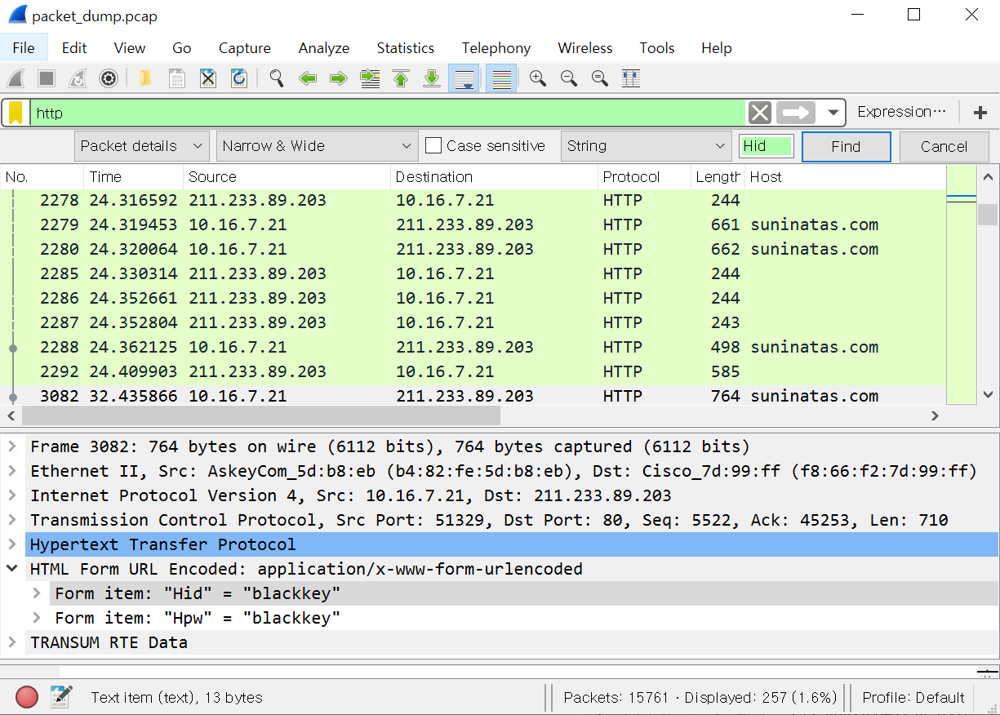 packet_dump.pcap
File Edit View Go Capture Analyze Statistics Telephony Wireless Tools Help
http Expression…
Packet details Narrow & Wide Case sensitive String Hid Find Cancel
No. Time Source Destination Protocol Length Host
2278 24.316592 211.233.89.203 10.16.7.21 HTTP 244
2279 24.319453 10.16.7.21 211.233.89.203 HTTP 661 suninatas.com
2280 24.320064 10.16.7.21 211.233.89.203 HTTP 662 suninatas.com
2285 24.330314 211.233.89.203 10.16.7.21 HTTP 244
2286 24.352661 211.233.89.203 10.16.7.21 HTTP 244
2287 24.352804 211.233.89.203 10.16.7.21 HTTP 243
2288 24.362125 10.16.7.21 211.233.89.203 HTTP 498 suninatas.com
2292 24.409903 211.233.89.203 10.16.7.21 HTTP 585
3082 32.435866 10.16.7.21 211.233.89.203 HTTP 764 suninatas.com
Frame 3082: 764 bytes on wire (6112 bits), 764 bytes captured (6112 bits)
Ethernet II, Src: AskeyCom_5d:b8:eb (b4:82:fe:5d:b8:eb), Dst: Cisco_7d:99:ff (f8:66:f2:7d:99:ff)
Internet Protocol Version 4, Src: 10.16.7.21, Dst: 211.233.89.203
Transmission Control Protocol, Src Port: 51329, Dst Port: 80, Seq: 5522, Ack: 45253, Len: 710
Hypertext Transfer Protocol
HTML Form URL Encoded: application/x-www-form-urlencoded
Form item: "Hid" = "blackkey"
Form item: "Hpw" = "blackkey"
TRANSUM RTE Data
Text item (text), 13 bytes Packets: 15761 · Displayed: 257 (1.6%) Profile: Default